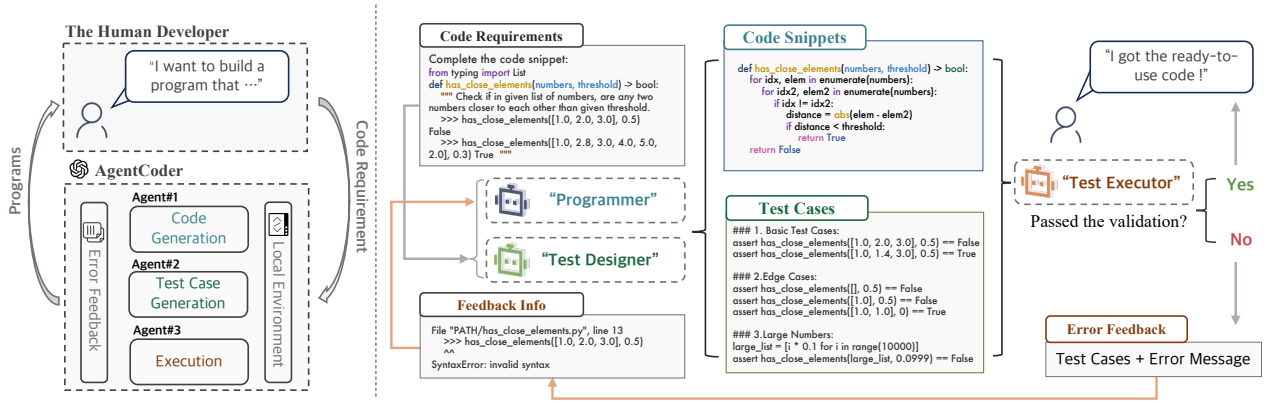 The Human Developer
"I want to build a
program that ⋯"
Programs
Code Requirement
AgentCoder
Error Feedback
Agent#1
Code
Generation
Agent#2
Test Case
Generation
Agent#3
Execution
Local Environment
Code Requirements
Complete the code snippet:
from typing import List
def has_close_elements(numbers, threshold) -> bool:
""" Check if in given list of numbers, are any two
numbers closer to each other than given threshold.
>>> has_close_elements([1.0, 2.0, 3.0], 0.5)
False
>>> has_close_elements([1.0, 2.8, 3.0, 4.0, 5.0,
2.0], 0.3) True """
"Programmer"
"Test Designer"
Feedback Info
File "PATH/has_close_elements.py", line 13
>>> has_close_elements([1.0, 2.0, 3.0], 0.5)
^^
SyntaxError: invalid syntax
Code Snippets
def has_close_elements(numbers, threshold) -> bool:
for idx, elem in enumerate(numbers):
for idx2, elem2 in enumerate(numbers):
if idx != idx2:
distance = abs(elem - elem2)
if distance < threshold:
return True
return False
Test Cases
### 1. Basic Test Cases:
assert has_close_elements([1.0, 2.0, 3.0], 0.5) == False
assert has_close_elements([1.0, 1.4, 3.0], 0.5) == True
### 2.Edge Cases:
assert has_close_elements([], 0.5) == False
assert has_close_elements([1.0], 0.5) == False
assert has_close_elements([1.0, 1.0], 0) == True
### 3.Large Numbers:
large_list = [i * 0.1 for i in range(10000)]
assert has_close_elements(large_list, 0.0999) == False
"I got the ready-to-
use code !"
"Test Executor"
Passed the validation?
Yes
No
Error Feedback
Test Cases + Error Message